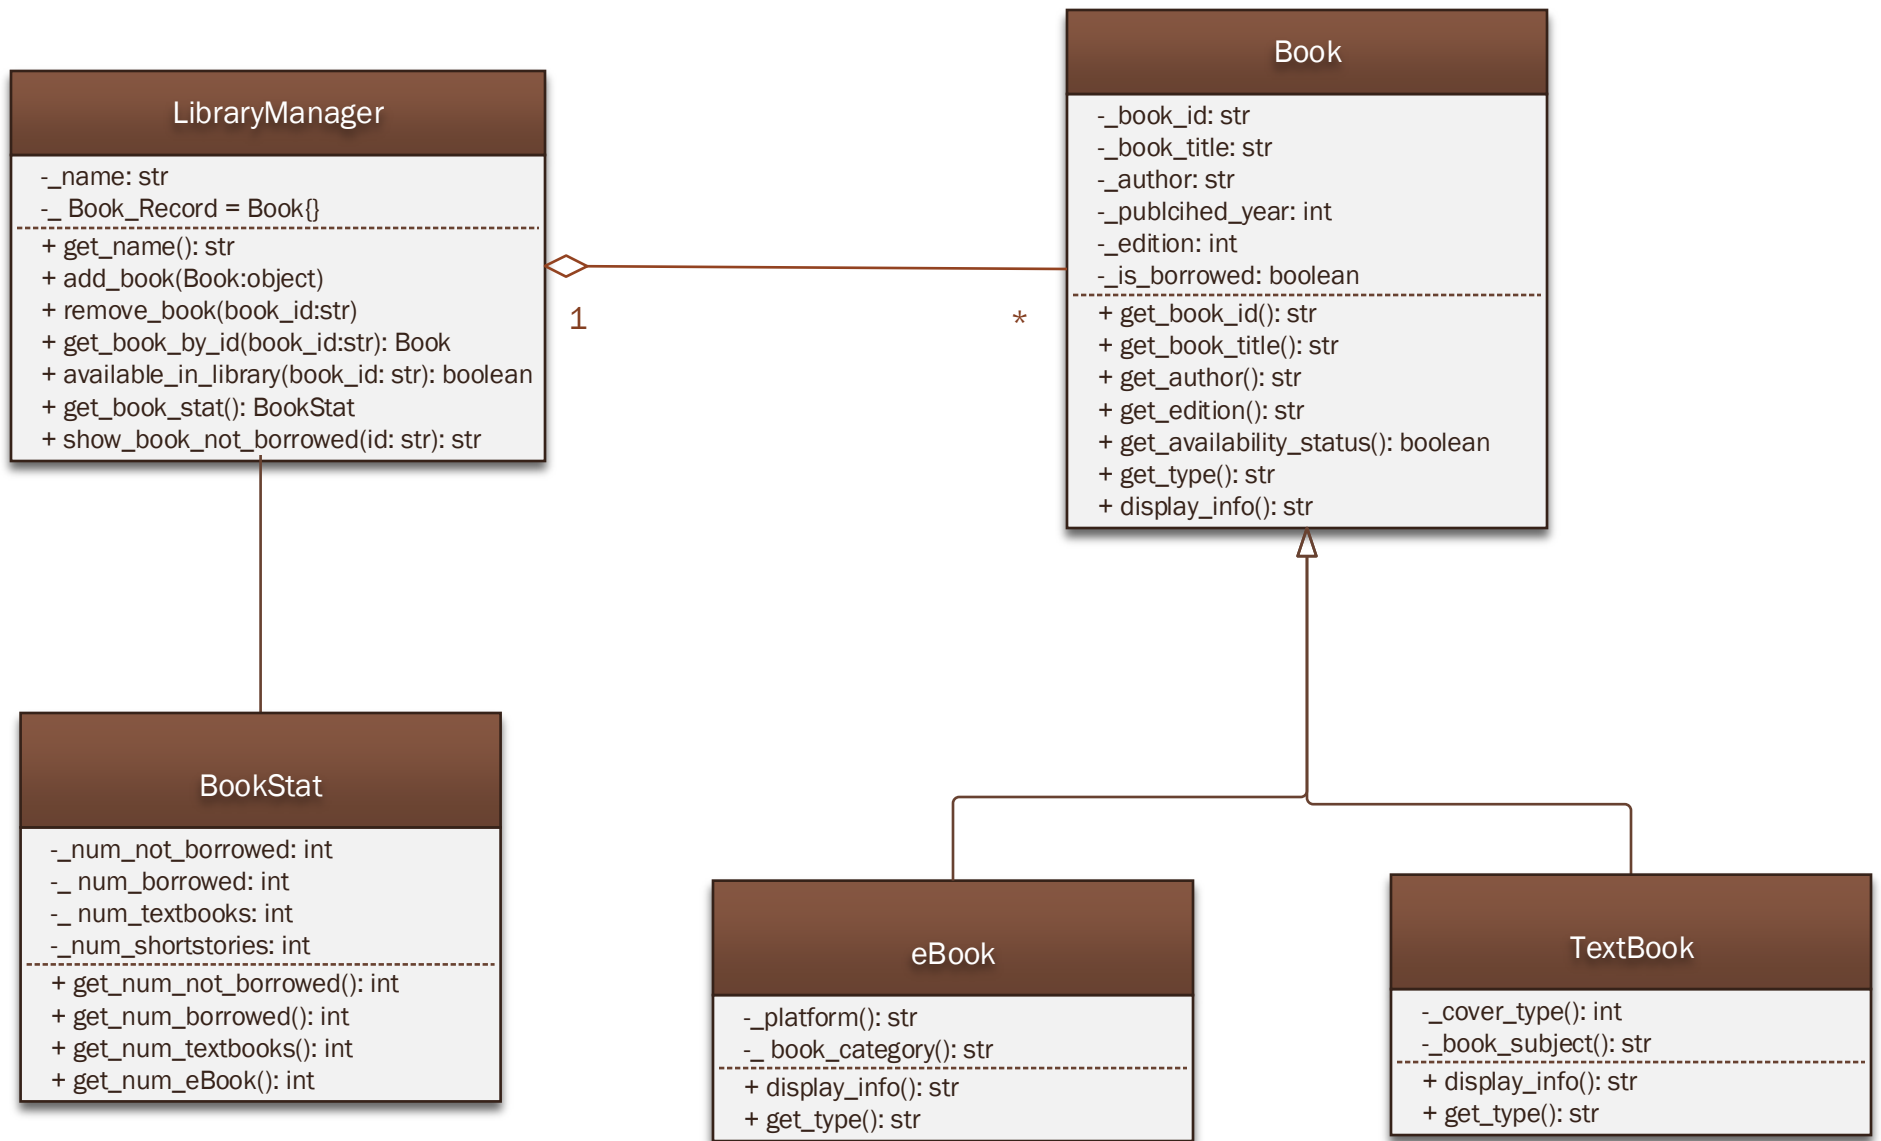 LibraryManager
-_name: str
-_ Book_Record = Book{}
+ get_name(): str
+ add_book(Book:object)
+ remove_book(book_id:str)
+ get_book_by_id(book_id:str): Book
+ available_in_library(book_id: str): boolean
+ get_book_stat(): BookStat
+ show_book_not_borrowed(id: str): str
1
*
Book
-_book_id: str
-_book_title: str
-_author: str
-_publcihed_year: int
-_edition: int
-_is_borrowed: boolean
+ get_book_id(): str
+ get_book_title(): str
+ get_author(): str
+ get_edition(): str
+ get_availability_status(): boolean
+ get_type(): str
+ display_info(): str
BookStat
-_num_not_borrowed: int
-_ num_borrowed: int
-_ num_textbooks: int
-_num_shortstories: int
+ get_num_not_borrowed(): int
+ get_num_borrowed(): int
+ get_num_textbooks(): int
+ get_num_eBook(): int
eBook
-_platform(): str
-_ book_category(): str
+ display_info(): str
+ get_type(): str
TextBook
-_cover_type(): int
-_book_subject(): str
+ display_info(): str
+ get_type(): str